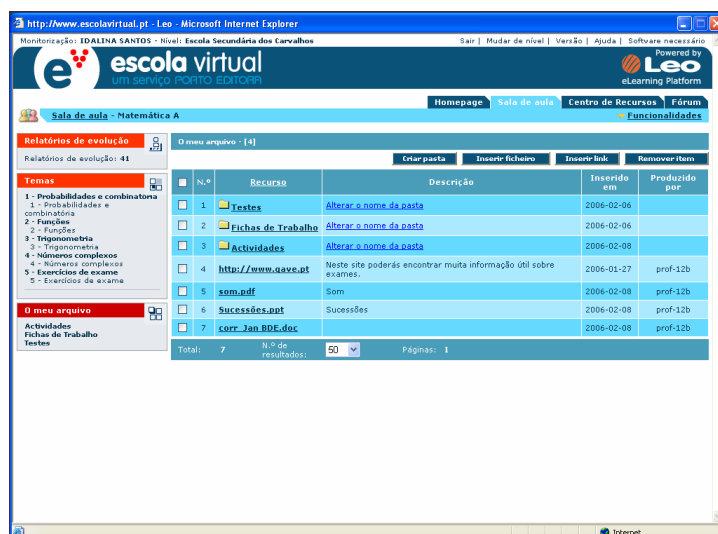 http://www.escolavirtual.pt - Leo - Microsoft Internet Explorer
Monitorização: IDALINA SANTOS - Nível: Escola Secundária dos Carvalhos
Sair | Mudar de nível | Versão | Ajuda | Software necessário
escola virtual
um serviço PORTO EDITORA
Powered by
Leo
eLearning Platform
Homepage Sala de aula Centro de Recursos Fórum
Sala de aula - Matemática A
Funcionalidades
Relatórios de evolução
Relatórios de evolução: 41
Temas
1 - Probabilidades e combinatória
1 - Probabilidades e
combinatória
2 - Funções
2 - Funções
3 - Trigonometria
3 - Trigonometria
4 - Números complexos
4 - Números complexos
5 - Exercícios de exame
5 - Exercícios de exame
O meu arquivo
Actividades
Fichas de Trabalho
Testes
O meu arquivo - [4]
Criar pasta Inserir ficheiro Inserir link Remover item
N.º Recurso Descrição Inserido em Produzido por
1 Testes Alterar o nome da pasta 2006-02-06
2 Fichas de Trabalho Alterar o nome da pasta 2006-02-06
3 Actividades Alterar o nome da pasta 2006-02-08
4 http://www.gave.pt Neste site poderás encontrar muita informação útil sobre exames. 2006-01-27 prof-12b
5 som.pdf Som 2006-02-08 prof-12b
6 Sucessões.ppt Sucessões 2006-02-08 prof-12b
7 corr_Jan BDE.doc 2006-02-08 prof-12b
Total: 7 N.º de resultados: 50 Páginas: 1
Internet